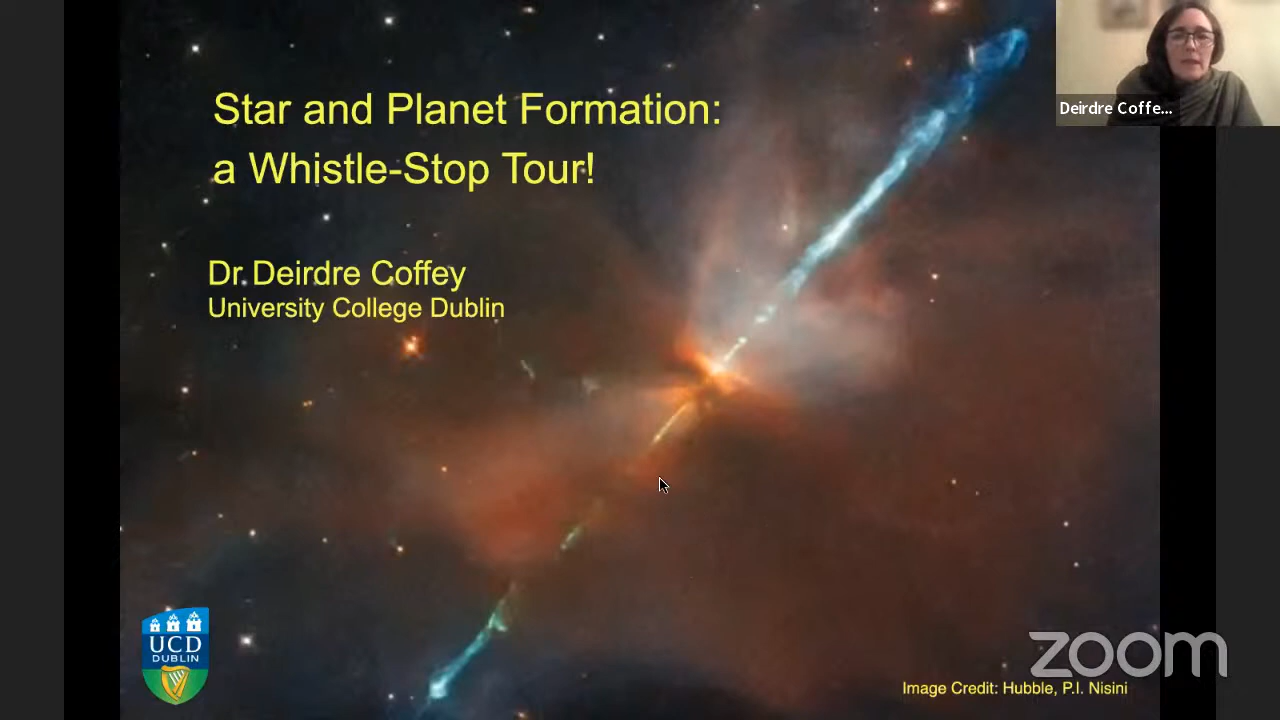 Star and Planet Formation:
a Whistle-Stop Tour!
Deirdre Coffe...
Dr. Deirdre Coffey
University College Dublin
UCD
DUBLIN
zoom
Image Credit: Hubble, P.I. Nisini